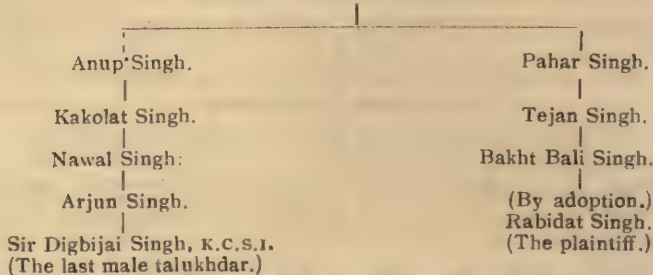 Anup Singh.
Kakolat Singh.
Nawal Singh:
Arjun Singh.
Sir Digbijai Singh, K.C.S.I.
(The last male talukhdar.)
Pahar Singh.
Tejan Singh.
Bakht Bali Singh.
(By adoption.)
Rabidat Singh.
(The plaintiff.)